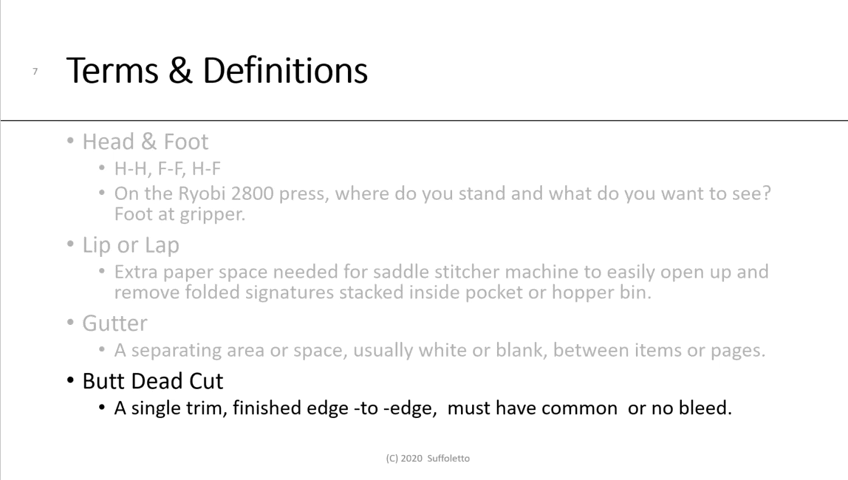 7
Terms & Definitions
• Head & Foot
• H-H, F-F, H-F
• On the Ryobi 2800 press, where do you stand and what do you want to see?
Foot at gripper.
• Lip or Lap
• Extra paper space needed for saddle stitcher machine to easily open up and
remove folded signatures stacked inside pocket or hopper bin.
• Gutter
• A separating area or space, usually white or blank, between items or pages.
• Butt Dead Cut
• A single trim, finished edge -to -edge,  must have common  or no bleed.
(C) 2020  Suffoletto